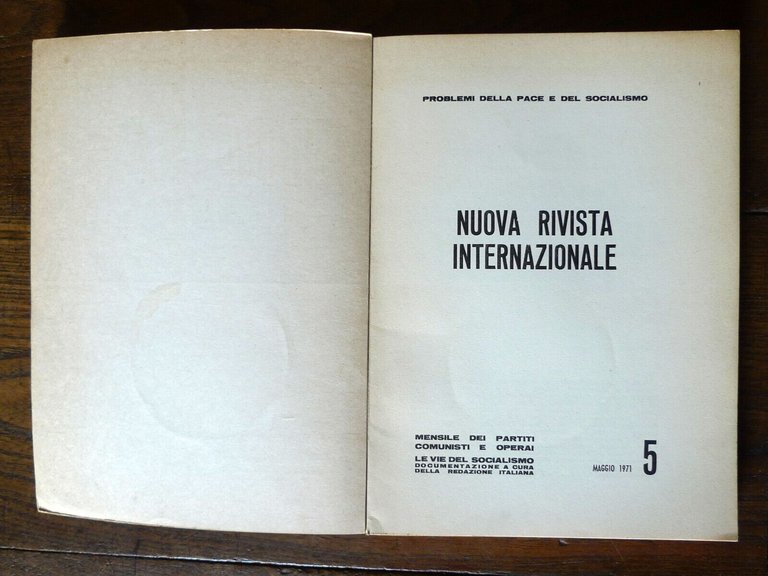 PROBLEMI DELLA PACE E DEL SOCIALISMO
NUOVA RIVISTA
INTERNAZIONALE
MENSILE DEI PARTITI
COMUNISTI E OPERAI
LE VIE DEL SOCIALISMO
DOCUMENTAZIONE A CURA
DELLA REDAZIONE ITALIANA
MAGGIO 1971 5